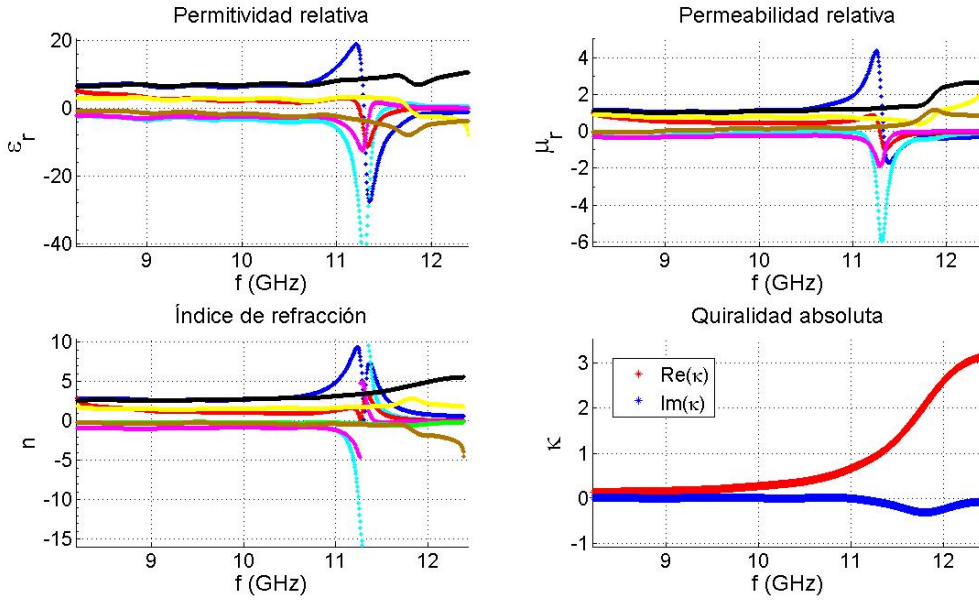 Permitividad relativa
20
0
-20
-40
εr
9
10
11
12
f (GHz)
Permeabilidad relativa
4
2
0
-2
-4
-6
μr
9
10
11
12
f (GHz)
Índice de refracción
10
5
0
-5
-10
-15
n
9
10
11
12
f (GHz)
Quiralidad absoluta
3
2
1
0
-1
κ
Re(κ)
Im(κ)
9
10
11
12
f (GHz)